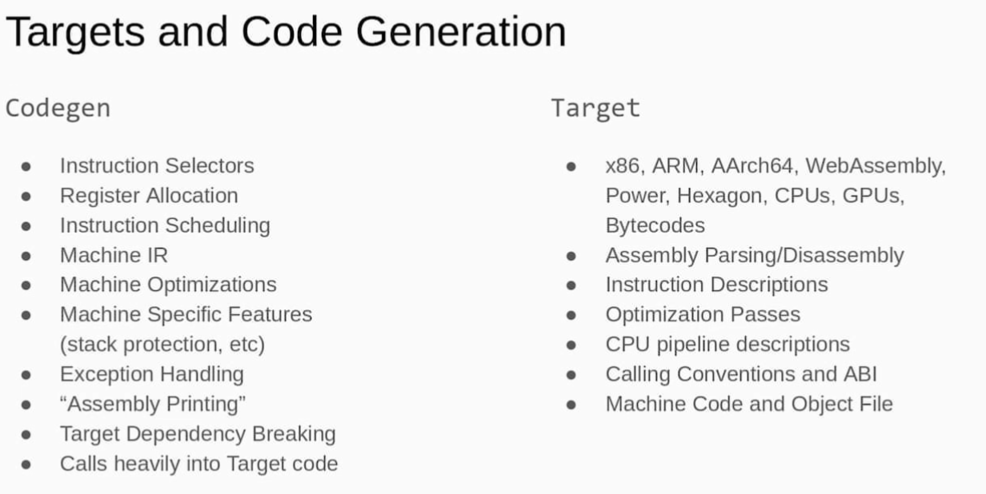 Targets and Code Generation
Codegen
● Instruction Selectors
● Register Allocation
● Instruction Scheduling
● Machine IR
● Machine Optimizations
● Machine Specific Features
(stack protection, etc)
● Exception Handling
● “Assembly Printing”
● Target Dependency Breaking
● Calls heavily into Target code
Target
● x86, ARM, AArch64, WebAssembly,
Power, Hexagon, CPUs, GPUs,
Bytecodes
● Assembly Parsing/Disassembly
● Instruction Descriptions
● Optimization Passes
● CPU pipeline descriptions
● Calling Conventions and ABI
● Machine Code and Object File